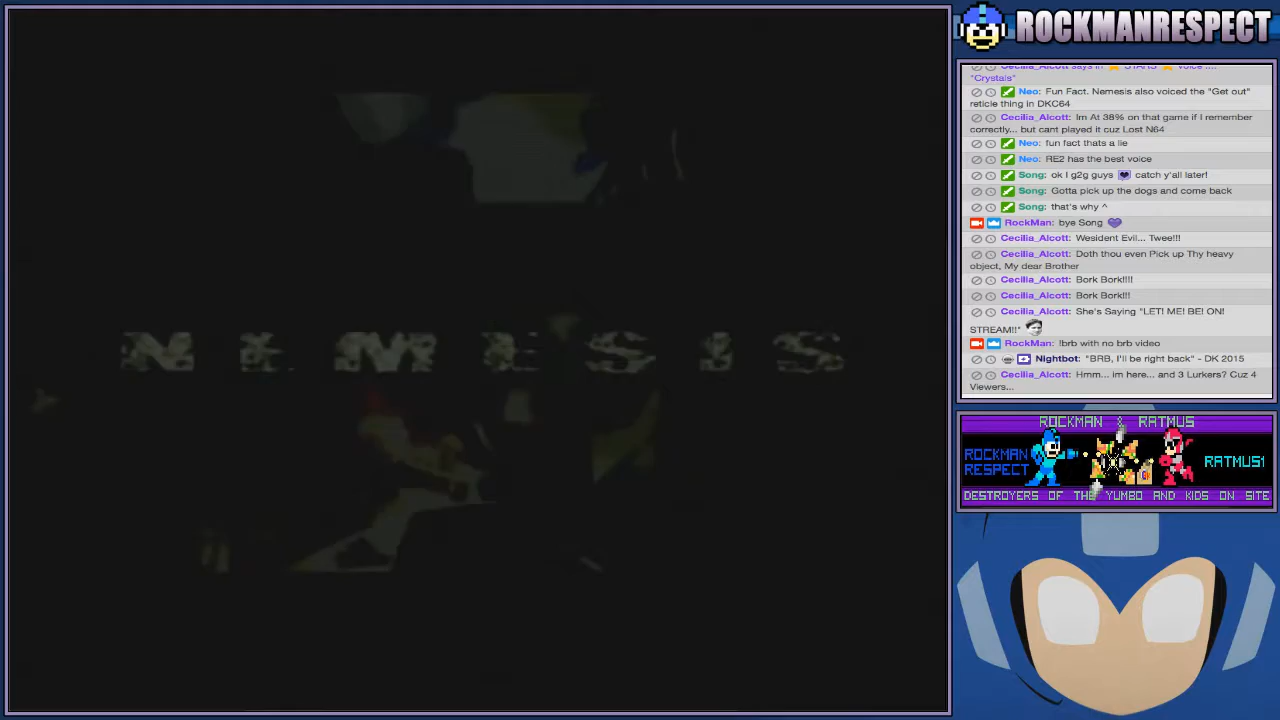 ROCKMANRESPECT
"Crystals"
Neo: Fun Fact. Nemesis also voiced the "Get out"
reticle thing in DKC64
Cecilia_Alcott: Im At 38% on that game if I remember
correctly... but cant played it cuz Lost N64
Neo: fun fact thats a lie
Neo: RE2 has the best voice
Song: ok I g2g guys catch y'all later!
Song: Gotta pick up the dogs and come back
Song: that's why ^
RockMan: bye Song
Cecilia_Alcott: Wesident Evil... Twee!!!
Cecilia_Alcott: Doth thou even Pick up Thy heavy
object, My dear Brother
Cecilia_Alcott: Bork Bork!!!!
Cecilia_Alcott: Bork Bork!!!
Cecilia_Alcott: She's Saying "LET! ME! BE! ON!
STREAM!!"
RockMan: !brb with no brb video
Nightbot: "BRB, I'll be right back" - DK 2015
Cecilia_Alcott: Hmm... im here... and 3 Lurkers? Cuz 4
Viewers...
NEMESIS
ROCKMAN & RATMUS
ROCKMAN
RESPECT
RATMUS1
DESTROYERS OF THE YUMBO AND KIDS ON SITE